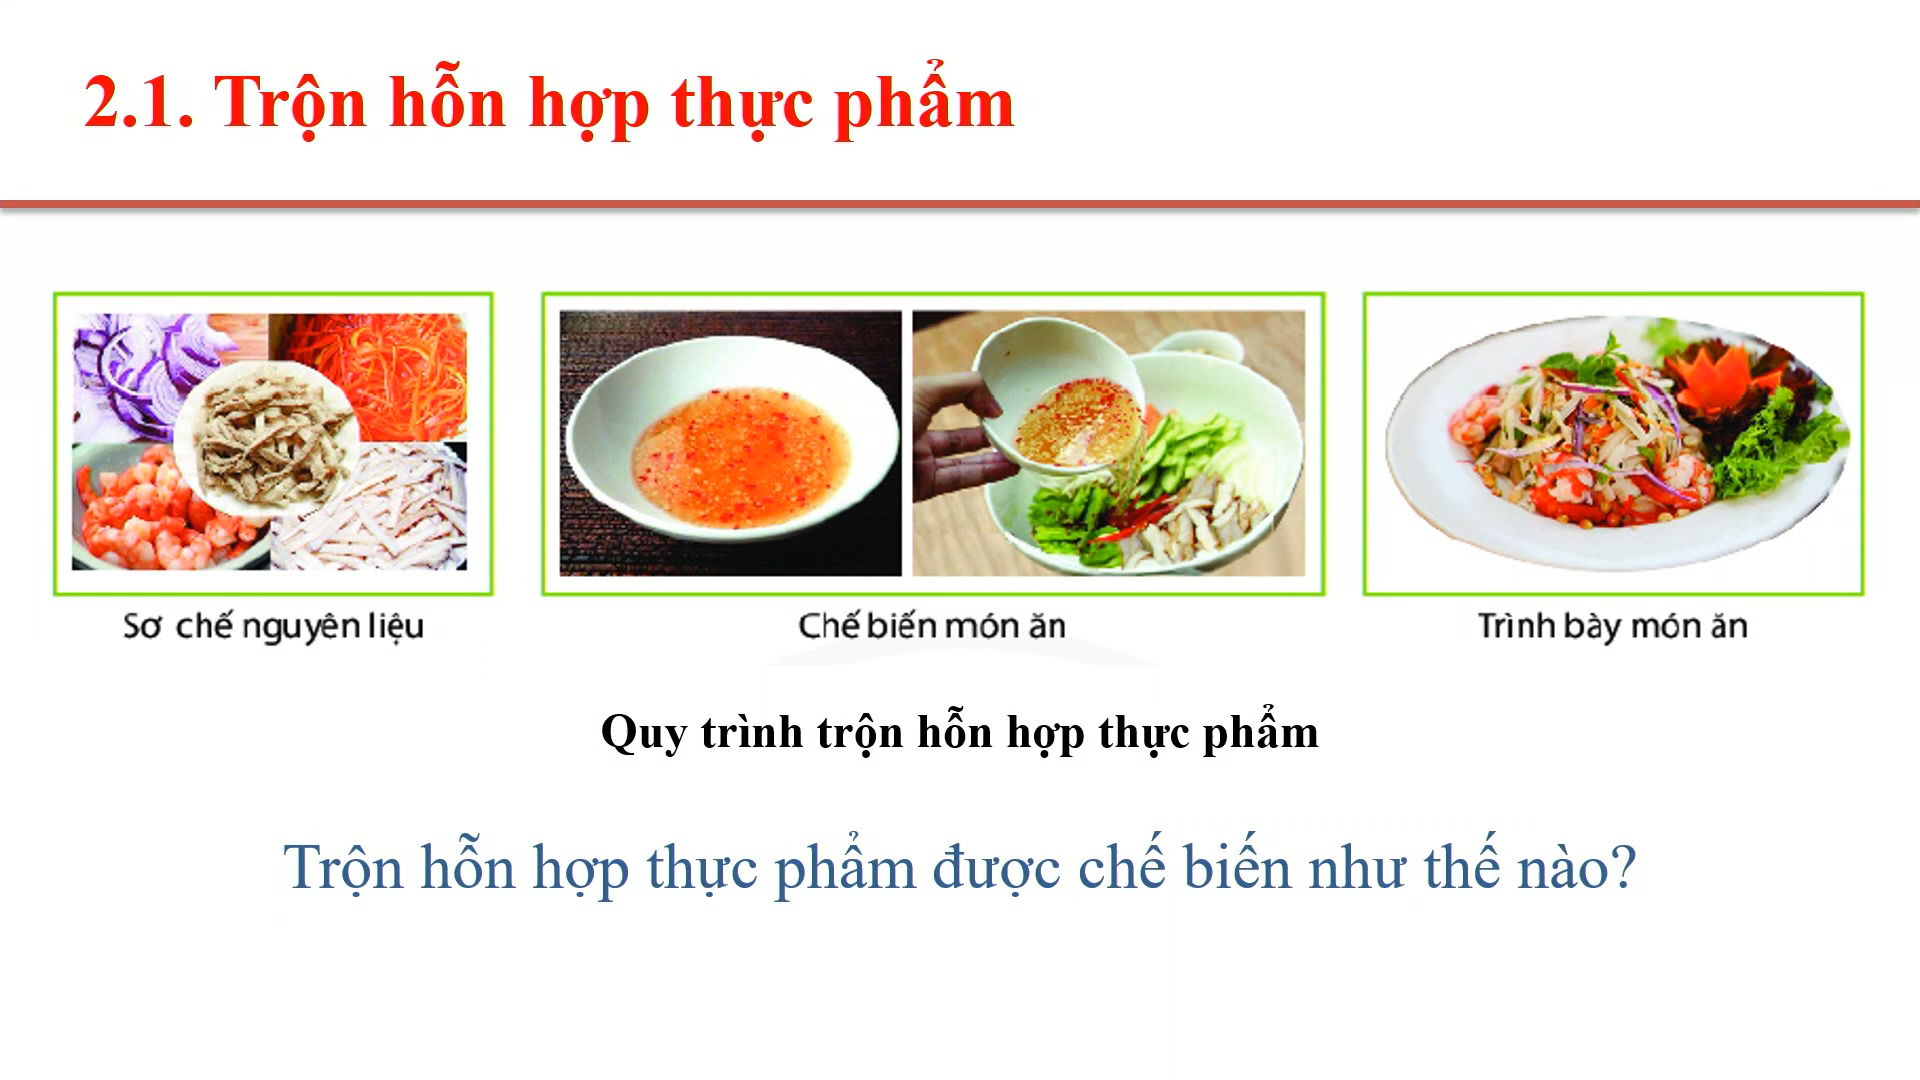 2.1. Trộn hỗn hợp thực phẩm
Sơ chế nguyên liệu
Chế biến món ăn
Trình bày món ăn
Quy trình trộn hỗn hợp thực phẩm
Trộn hỗn hợp thực phẩm được chế biến như thế nào?